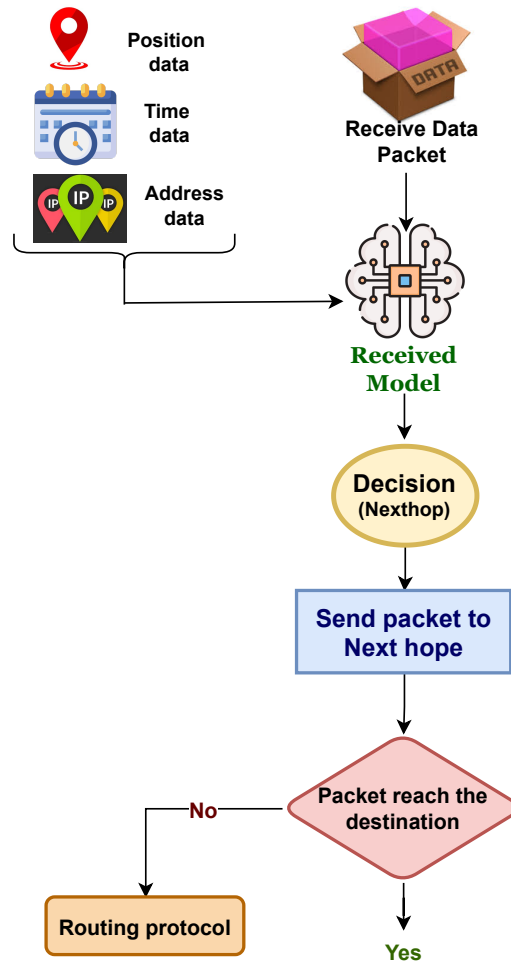 Position
data
Time
data
IP
IP
IP
Address
data
DATA
Receive Data
Packet
Received
Model
Decision
(Nexthop)
Send packet to
Next hope
Packet reach the
destination
No
Routing protocol
Yes